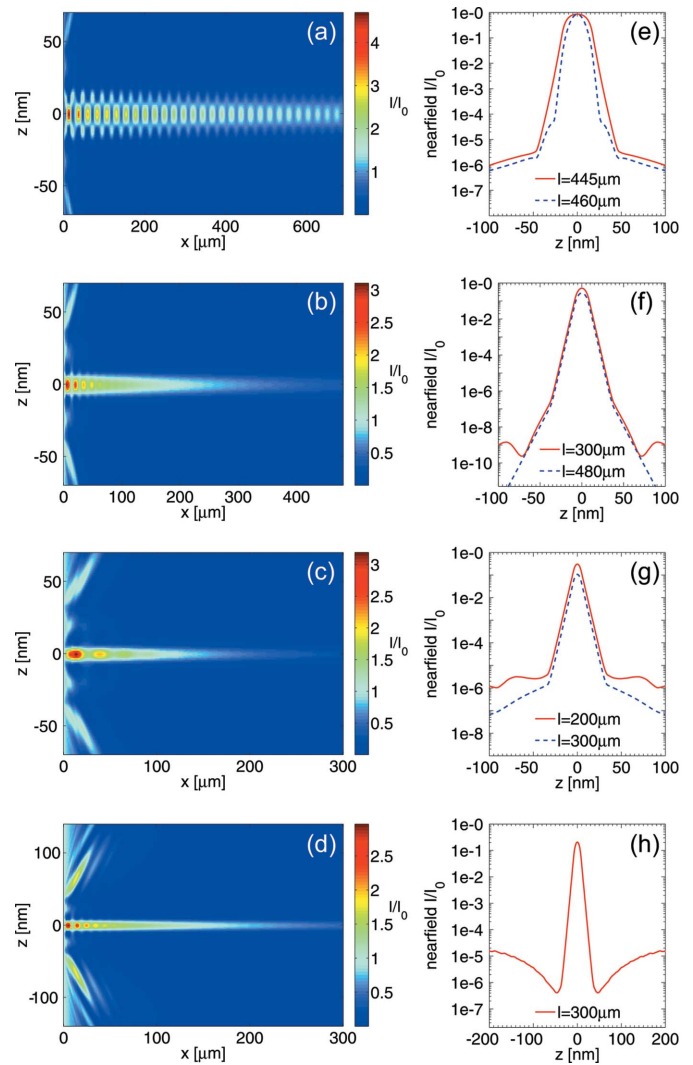 (a)
z [nm]
50
0
-50
0 200 400 600
x [µm]
I/I0
4
3
2
1
(e)
nearfield I/I0
1e-0
1e-1
1e-2
1e-3
1e-4
1e-5
1e-6
1e-7
l=445µm
l=460µm
-100 -50 0 50 100
z [nm]
(b)
z [nm]
50
0
-50
0 100 200 300 400
x [µm]
I/I0
3
2.5
2
1.5
1
0.5
(f)
nearfield I/I0
1e-0
1e-2
1e-4
1e-6
1e-8
1e-10
l=300µm
l=480µm
-100 -50 0 50 100
z [nm]
(c)
z [nm]
50
0
-50
0 100 200 300
x [µm]
I/I0
3
2.5
2
1.5
1
0.5
(g)
nearfield I/I0
1e-0
1e-2
1e-4
1e-6
1e-8
l=200µm
l=300µm
-100 -50 0 50 100
z [nm]
(d)
z [nm]
100
0
-100
0 100 200 300
x [µm]
I/I0
2.5
2
1.5
1
0.5
(h)
nearfield I/I0
1e-0
1e-1
1e-2
1e-3
1e-4
1e-5
1e-6
1e-7
l=300µm
-200 -100 0 100 200
z [nm]